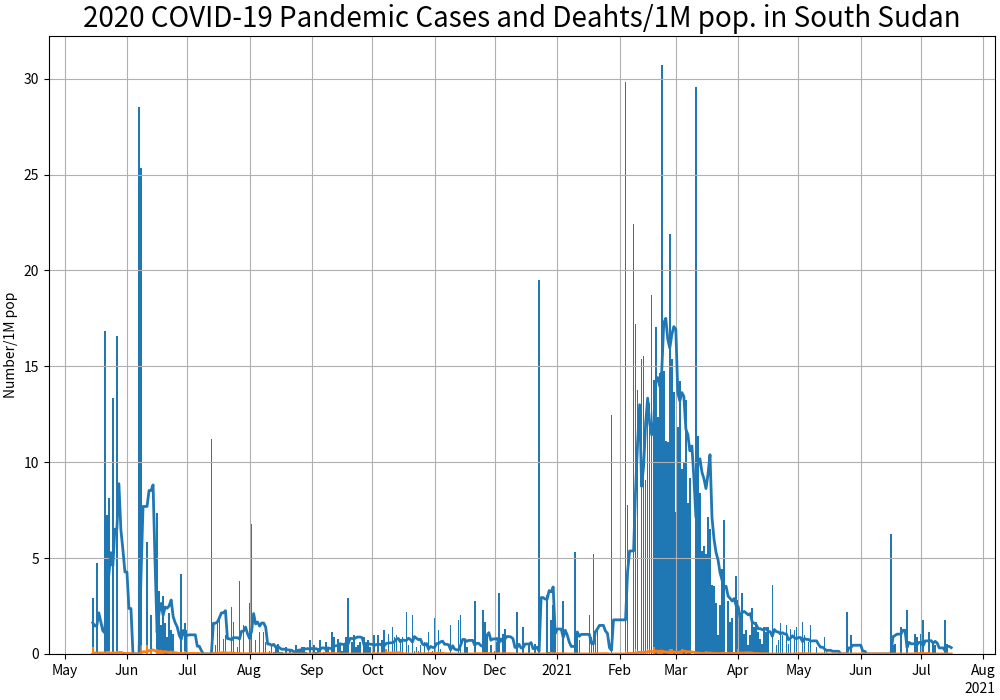 2020 COVID-19 Pandemic Cases and Deahts/1M pop. in South Sudan
Number/1M pop
30
25
20
15
10
5
0
May Jun Jul Aug Sep Oct Nov Dec 2021 Feb Mar Apr May Jun Jul Aug
2021